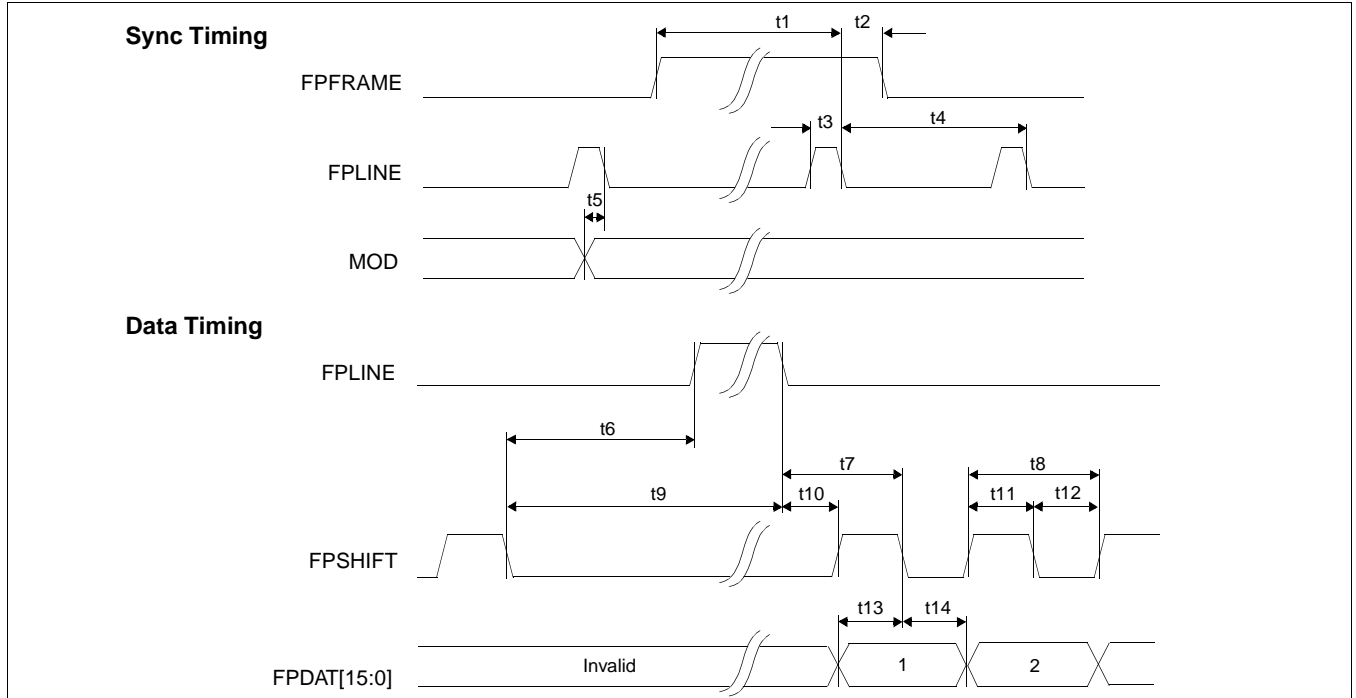 Sync Timing
t1 t2
FPFRAME
t3 t4
FPLINE
t5
MOD
Data Timing
FPLINE
t6
t7 t8
t9 t10 t11 t12
FPSHIFT
t13 t14
FPDAT[15:0] Invalid 1 2